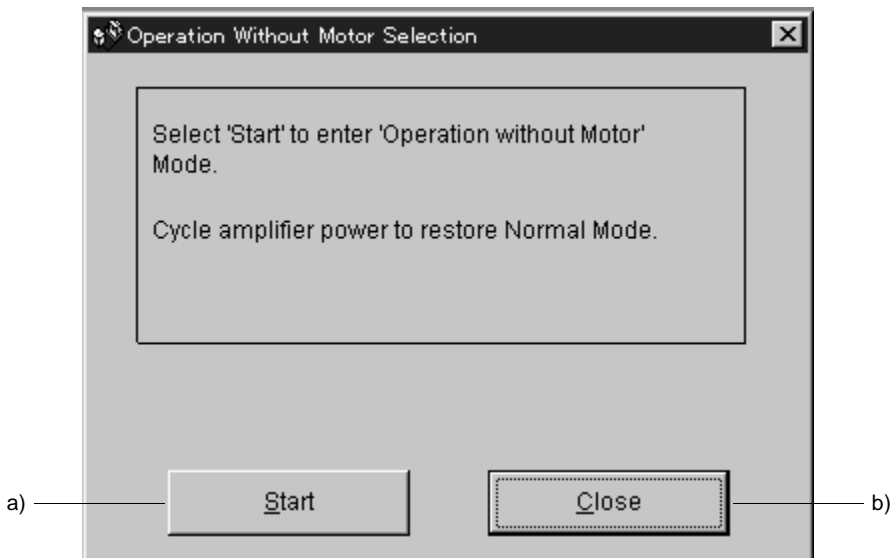 Operation Without Motor Selection
Select 'Start' to enter 'Operation without Motor'
Mode.
Cycle amplifier power to restore Normal Mode.
a)
Start
Close
b)